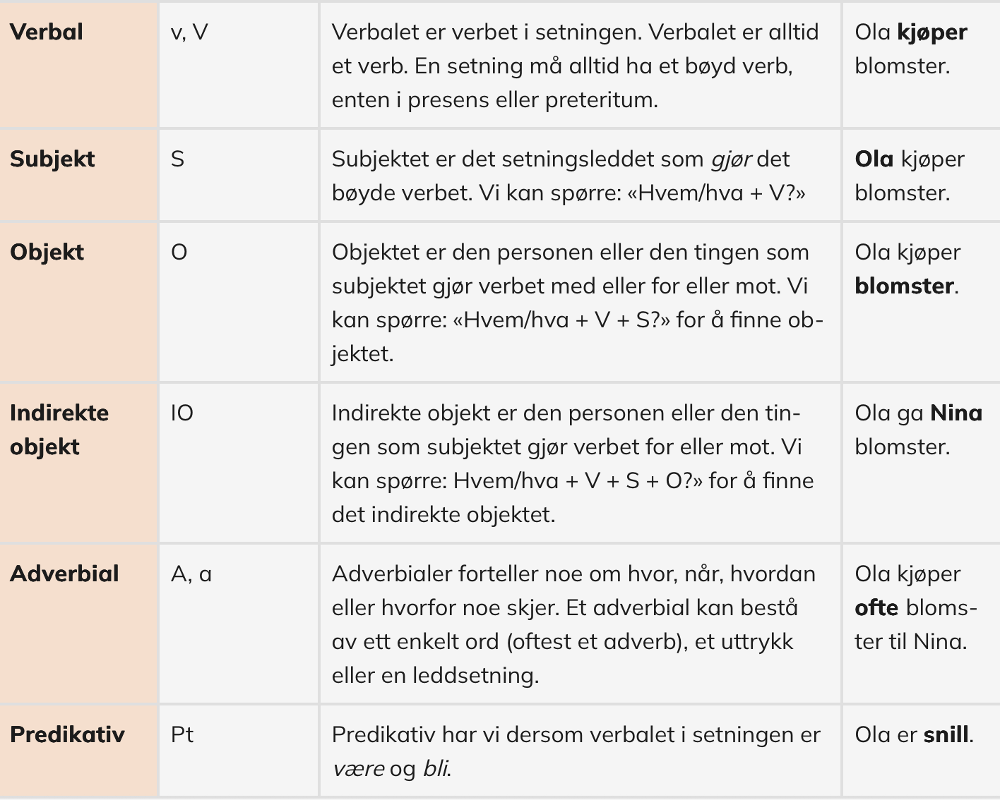 Verbal
v, V
Verbalet er verbet i setningen. Verbalet er alltid
et verb. En setning må alltid ha et bøyd verb,
enten i presens eller preteritum.
Ola kjøper
blomster.
Subjekt
S
Subjektet er det setningsleddet som gjør det
bøyde verbet. Vi kan spørre: «Hvem/hva + V?»
Ola kjøper
blomster.
Objekt
O
Objektet er den personen eller den tingen som
subjektet gjør verbet med eller for eller mot. Vi
kan spørre: «Hvem/hva + V + S?» for å finne ob-
jektet.
Ola kjøper
blomster.
Indirekte
objekt
IO
Indirekte objekt er den personen eller den tin-
gen som subjektet gjør verbet for eller mot. Vi
kan spørre: Hvem/hva + V + S + O?» for å finne
det indirekte objektet.
Ola ga Nina
blomster.
Adverbial
A, a
Adverbialer forteller noe om hvor, når, hvordan
eller hvorfor noe skjer. Et adverbial kan bestå
av ett enkelt ord (oftest et adverb), et uttrykk
eller en leddsetning.
Ola kjøper
ofte bloms-
ter til Nina.
Predikativ
Pt
Predikativ har vi dersom verbalet i setningen er
være og bli.
Ola er snill.